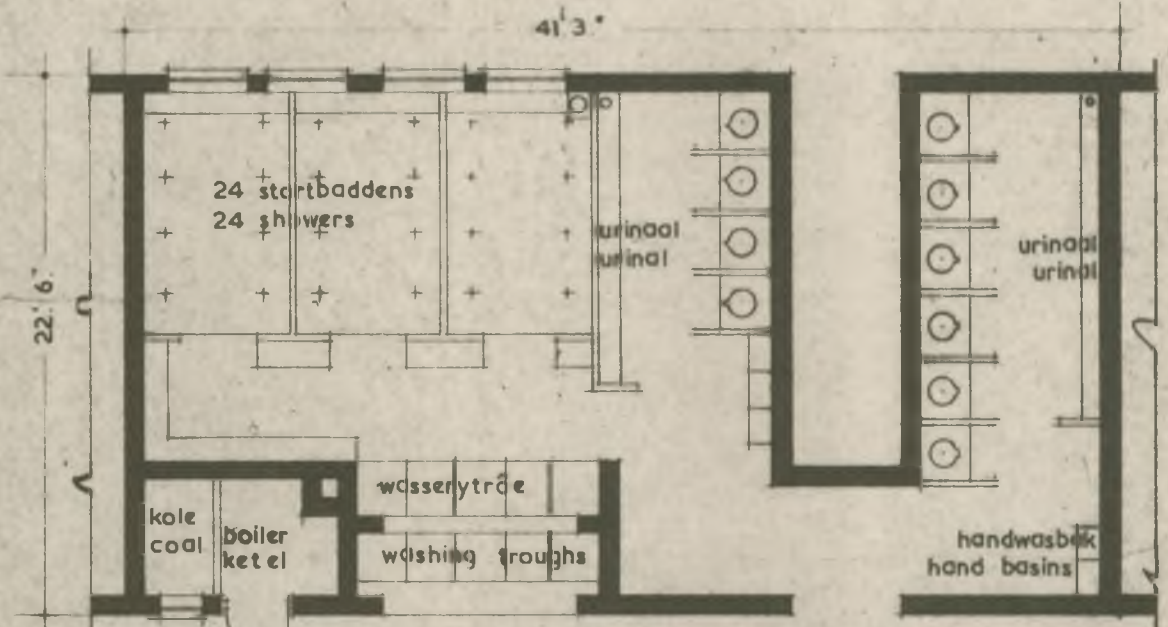 41' 3."
22.' 6."
24 stortbaddens
24 showers
urinaal
urinal
urinaal
urinal
wasserytroë
washing troughs
kole
coal
boiler
ketel
handwasbak
hand basins